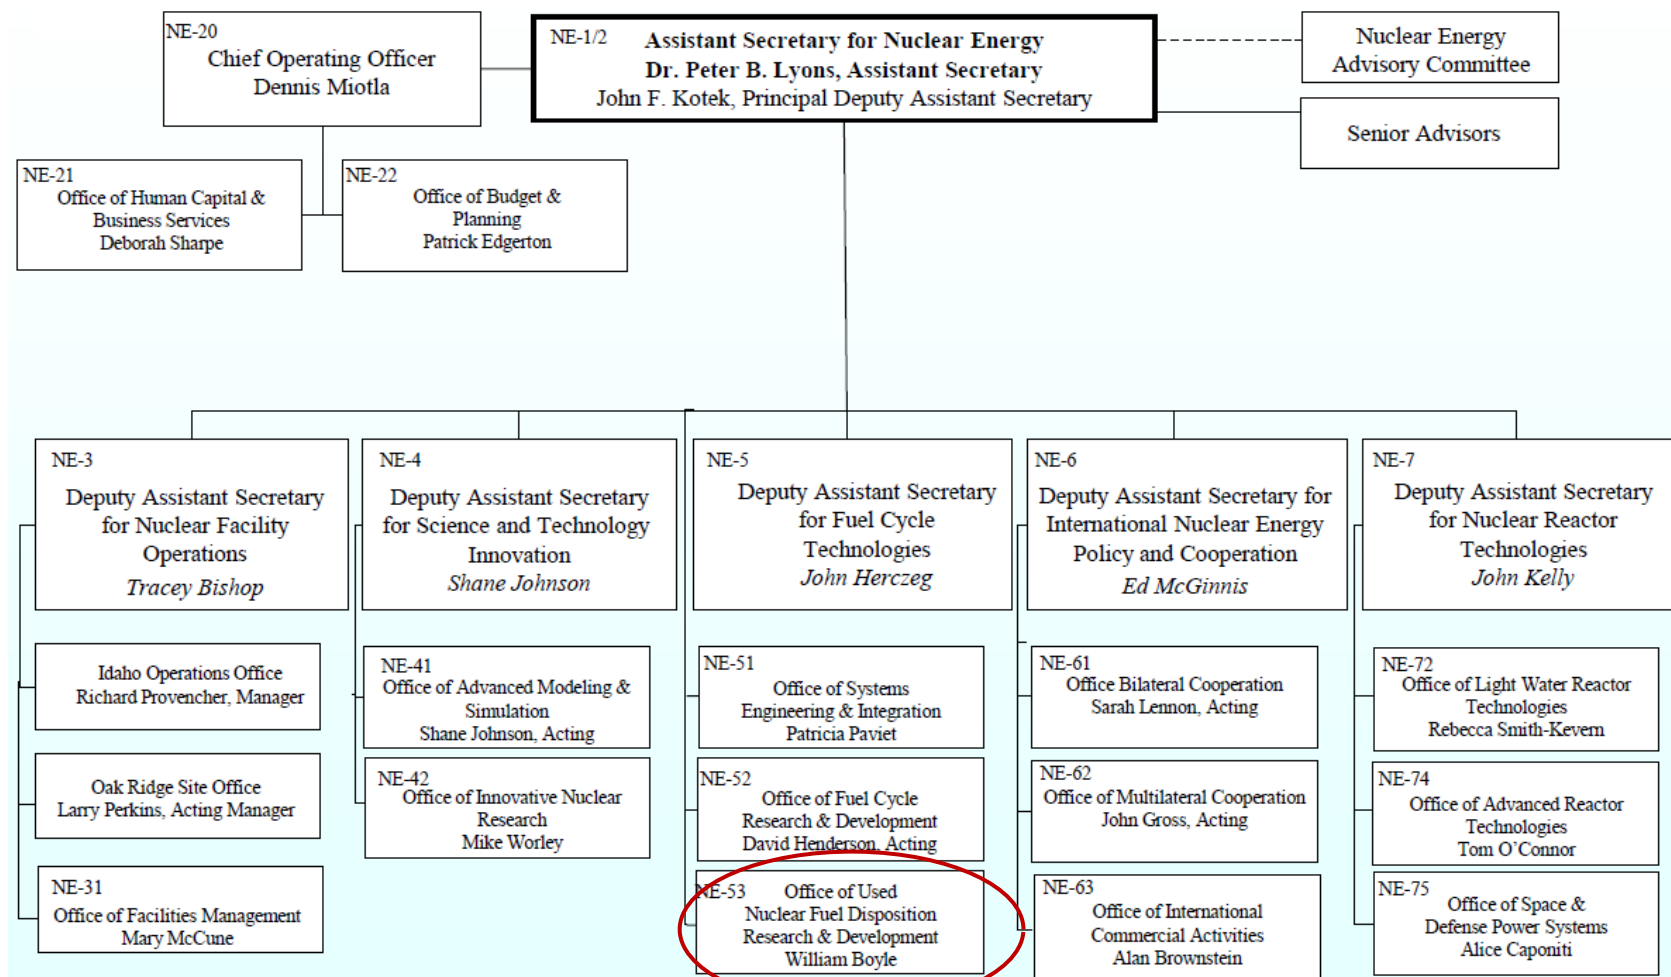 NE-20
Chief Operating Officer
Dennis Miotla
NE-1/2
Assistant Secretary for Nuclear Energy
Dr. Peter B. Lyons, Assistant Secretary
John F. Kotek, Principal Deputy Assistant Secretary
Nuclear Energy
Advisory Committee
Senior Advisors
NE-21
Office of Human Capital &
Business Services
Deborah Sharpe
NE-22
Office of Budget &
Planning
Patrick Edgerton
NE-3
Deputy Assistant Secretary
for Nuclear Facility
Operations
Tracey Bishop
NE-4
Deputy Assistant Secretary
for Science and Technology
Innovation
Shane Johnson
NE-5
Deputy Assistant Secretary
for Fuel Cycle
Technologies
John Herczeg
NE-6
Deputy Assistant Secretary for
International Nuclear Energy
Policy and Cooperation
Ed McGinnis
NE-7
Deputy Assistant Secretary
for Nuclear Reactor
Technologies
John Kelly
Idaho Operations Office
Richard Provencher, Manager
Oak Ridge Site Office
Larry Perkins, Acting Manager
NE-31
Office of Facilities Management
Mary McCune
NE-41
Office of Advanced Modeling &
Simulation
Shane Johnson, Acting
NE-42
Office of Innovative Nuclear
Research
Mike Worley
NE-51
Office of Systems
Engineering & Integration
Patricia Paviet
NE-52
Office of Fuel Cycle
Research & Development
David Henderson, Acting
NE-53
Office of Used
Nuclear Fuel Disposition
Research & Development
William Boyle
NE-61
Office Bilateral Cooperation
Sarah Lennon, Acting
NE-62
Office of Multilateral Cooperation
John Gross, Acting
NE-63
Office of International
Commercial Activities
Alan Brownstein
NE-72
Office of Light Water Reactor
Technologies
Rebecca Smith-Kevern
NE-74
Office of Advanced Reactor
Technologies
Tom O'Connor
NE-75
Office of Space &
Defense Power Systems
Alice Caponiti